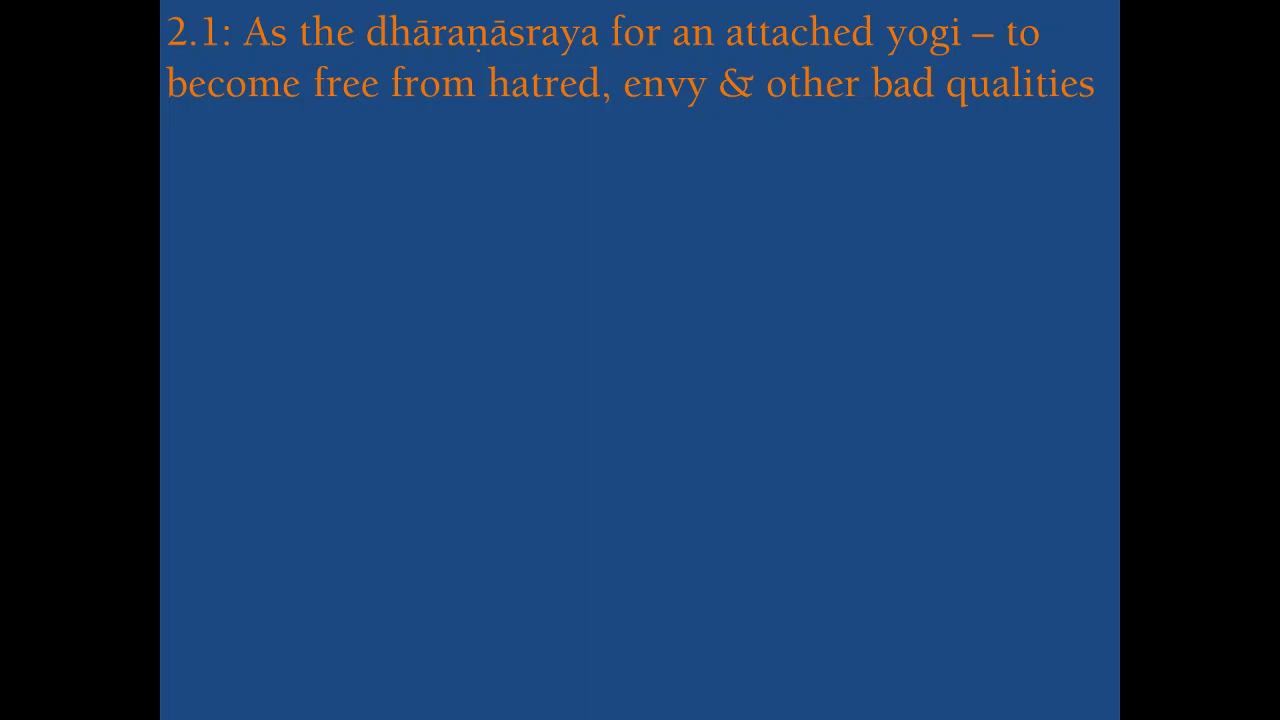 2.1: As the dhāraṇāsraya for an attached yogi – to
become free from hatred, envy & other bad qualities